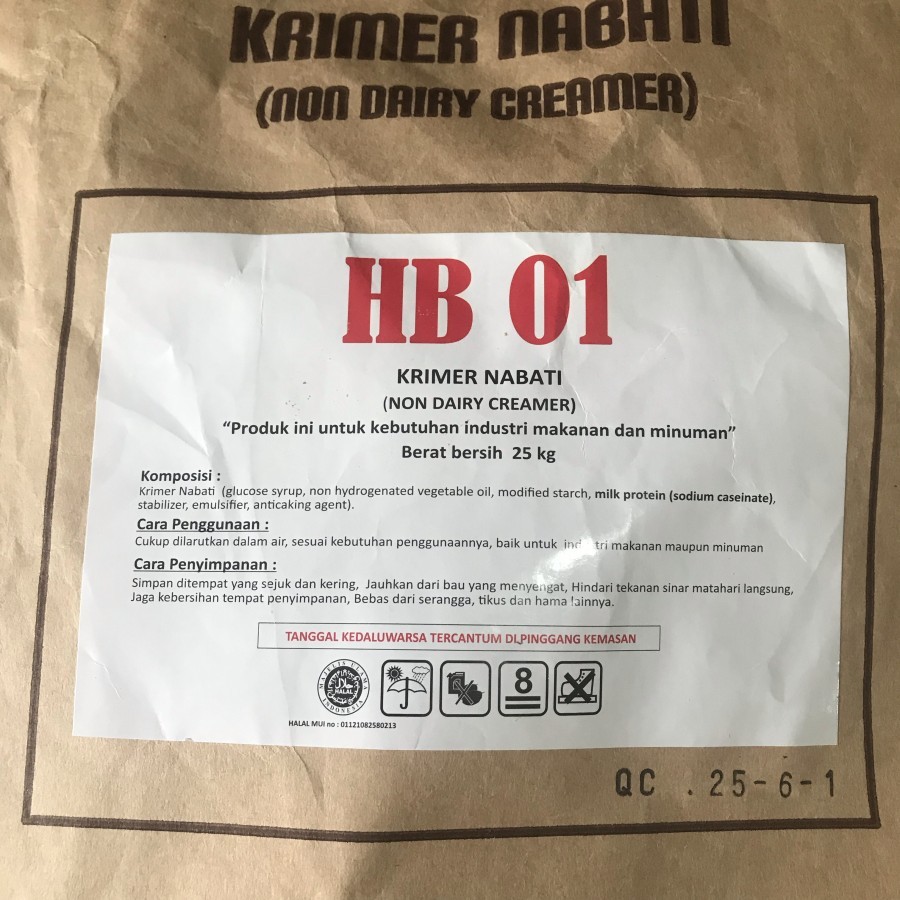 KRIMER NABATI
(NON DAIRY CREAMER)
HB 01
KRIMER NABATI
(NON DAIRY CREAMER)
“Produk ini untuk kebutuhan industri makanan dan minuman”
Berat bersih 25 kg
Komposisi :
Krimer Nabati (glucose syrup, non hydrogenated vegetable oil, modified starch, milk protein (sodium caseinate),
stabilizer, emulsifier, anticaking agent).
Cara Penggunaan :
Cukup dilarutkan dalam air, sesuai kebutuhan penggunaannya, baik untuk industri makanan maupun minuman
Cara Penyimpanan :
Simpan ditempat yang sejuk dan kering, Jauhkan dari bau yang menyengat, Hindari tekanan sinar matahari langsung,
Jaga kebersihan tempat penyimpanan, Bebas dari serangga, tikus dan hama lainnya.
TANGGAL KEDALUWARSA TERCANTUM DI PINGGANG KEMASAN
MAJELIS ULAMA INDONESIA
حلال
HALAL
8
HALAL MUI no : 01121082580213
QC . 25-6-1